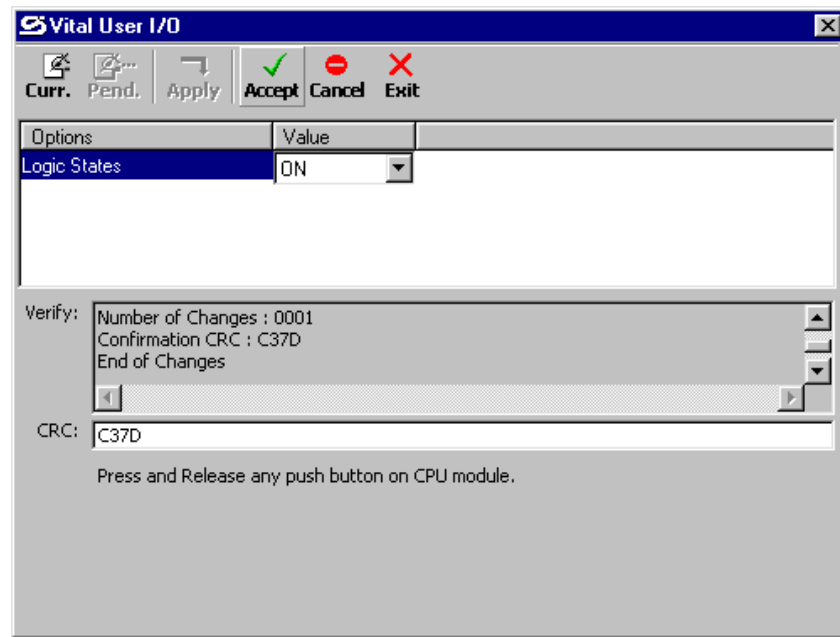 Vital User I/O
Curr. Pend. Apply Accept Cancel Exit
Options Value
Logic States ON
Verify: Number of Changes : 0001
Confirmation CRC : C37D
End of Changes
CRC: C37D
Press and Release any push button on CPU module.